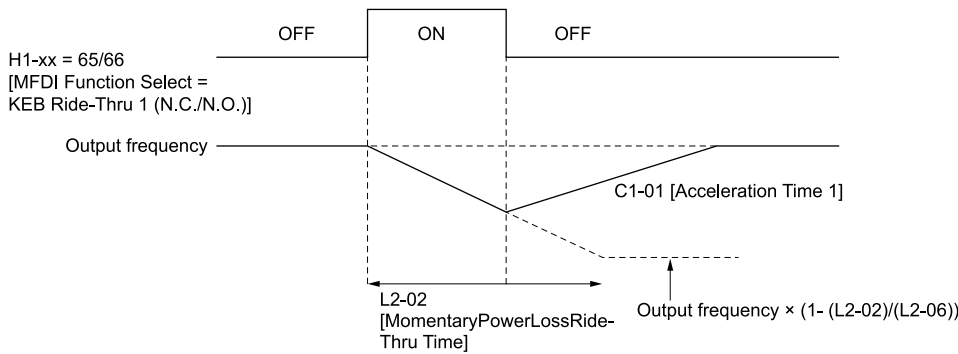 OFF
ON
OFF
H1-xx = 65/66
[MFDI Function Select =
KEB Ride-Thru 1 (N.C./N.O.)]
Output frequency
C1-01 [Acceleration Time 1]
L2-02
[MomentaryPowerLossRide-
Thru Time]
Output frequency × (1- (L2-02)/(L2-06))